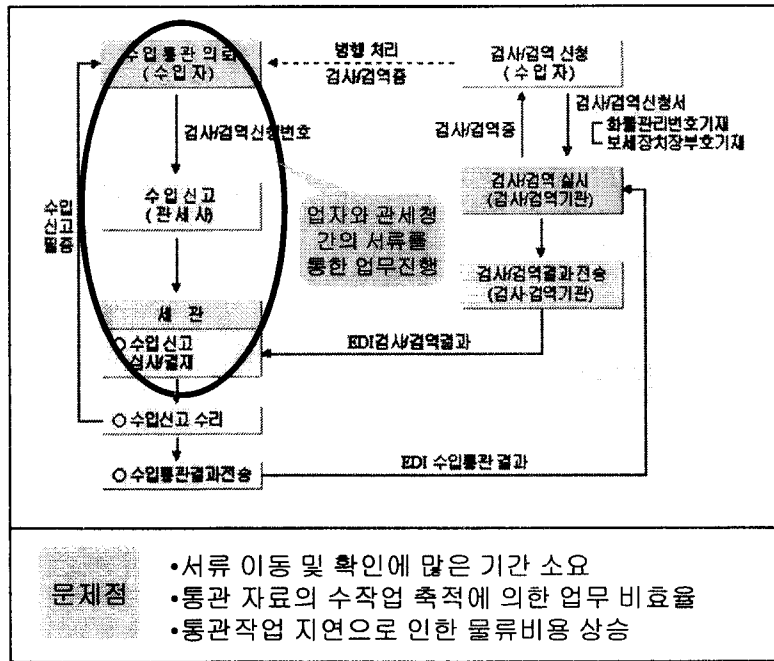 수입통관 의뢰
(수입자)
병행 처리
검사/검역증
검사/검역 신청
(수입자)
검사/검역신청번호
검사/검역증
검사/검역신청서
화물관리번호기재
보세장치장부호기재
수입
신고
필증
수입 신고
(관세사)
업자와 관세청
간의 서류를
통한 업무진행
검사/검역 실시
(검사/검역기관)
검사/검역결과 전송
(검사 검역기관)
세 관
○ 수입 신고
심사/결재
EDI검사/검역결과
○ 수입신고 수리
○ 수입통관결과전송
EDI 수입통관 결과
문제점
•서류 이동 및 확인에 많은 기간 소요
•통관 자료의 수작업 축적에 의한 업무 비효율
•통관작업 지연으로 인한 물류비용 상승